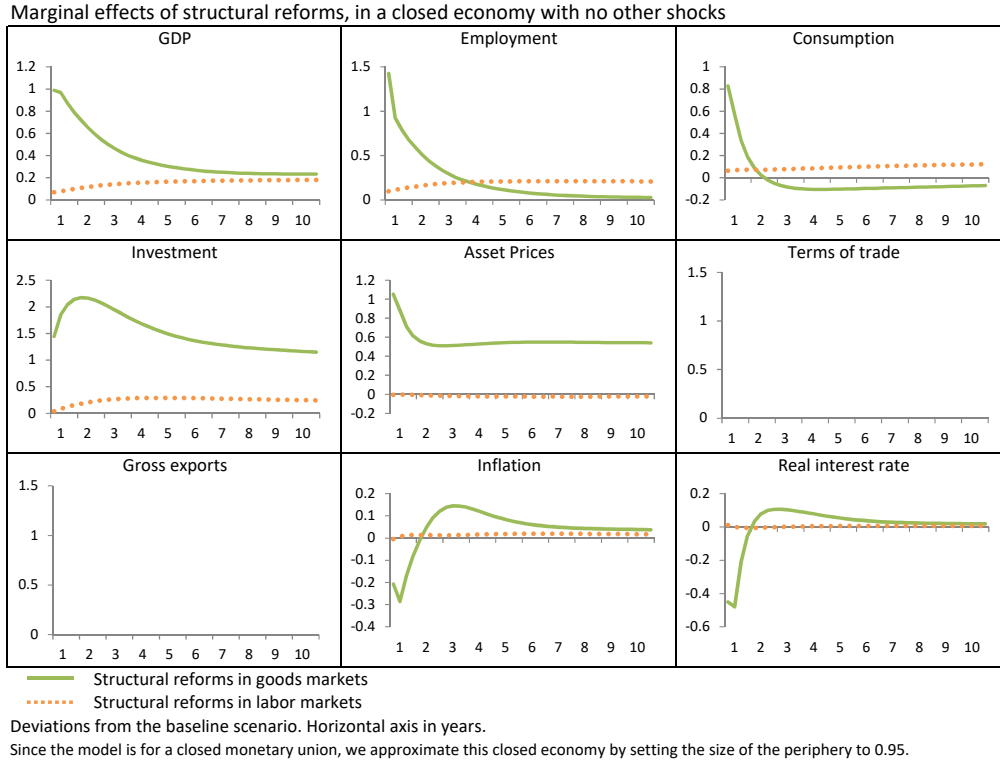 Marginal effects of structural reforms, in a closed economy with no other shocks
GDP
1.2
1
0.8
0.6
0.4
0.2
0
1 2 3 4 5 6 7 8 9 10
Employment
1.5
1
0.5
0
1 2 3 4 5 6 7 8 9 10
Consumption
1
0.8
0.6
0.4
0.2
0
-0.2
1 2 3 4 5 6 7 8 9 10
Investment
2.5
2
1.5
1
0.5
0
1 2 3 4 5 6 7 8 9 10
Asset Prices
1.2
1
0.8
0.6
0.4
0.2
0
-0.2
1 2 3 4 5 6 7 8 9 10
Terms of trade
1.5
1
0.5
0
1 2 3 4 5 6 7 8 9 10
Gross exports
1.5
1
0.5
0
1 2 3 4 5 6 7 8 9 10
Inflation
0.2
0.1
0
-0.1
-0.2
-0.3
-0.4
1 2 3 4 5 6 7 8 9 10
Real interest rate
0.2
0
-0.2
-0.4
-0.6
1 2 3 4 5 6 7 8 9 10
Structural reforms in goods markets
Structural reforms in labor markets
Deviations from the baseline scenario. Horizontal axis in years.
Since the model is for a closed monetary union, we approximate this closed economy by setting the size of the periphery to 0.95.